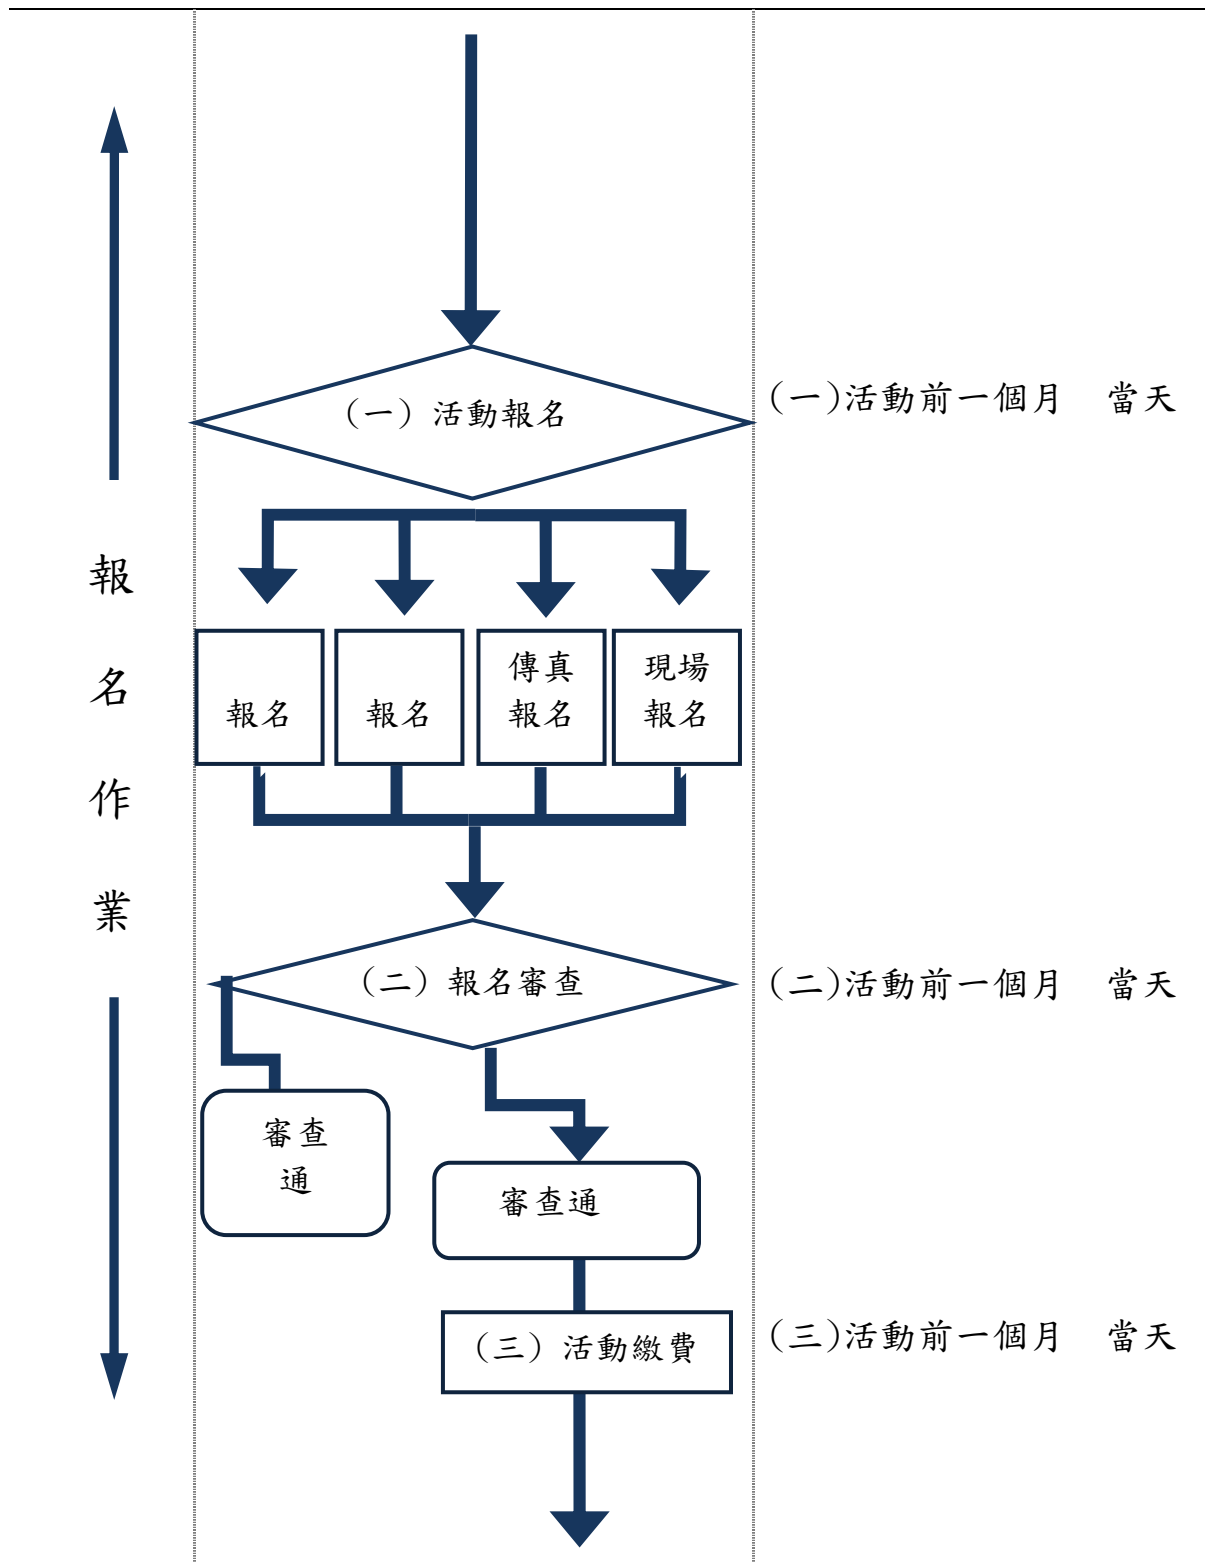 (一) 活動報名
(一)活動前一個月 當天
報
名
作
業
報名
報名
傳真
報名
現場
報名
(二) 報名審查
(二)活動前一個月 當天
審查
通
審查通
(三) 活動繳費
(三)活動前一個月 當天